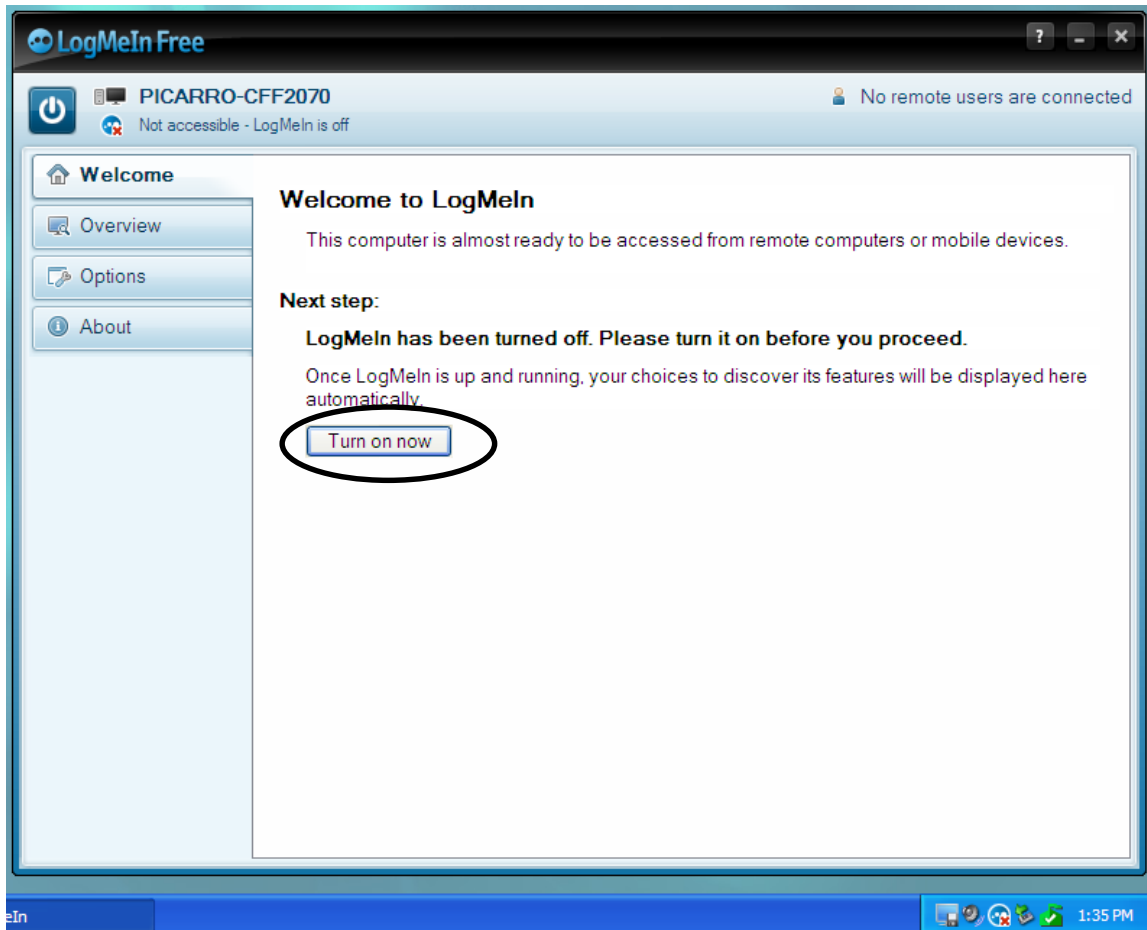 LogMeIn Free
?
PICARRO-CFF2070
No remote users are connected
Not accessible - LogMeIn is off
Welcome
Overview
Options
About
Welcome to LogMeIn
This computer is almost ready to be accessed from remote computers or mobile devices.
Next step:
LogMeIn has been turned off. Please turn it on before you proceed.
Once LogMeIn is up and running, your choices to discover its features will be displayed here
automatically.
Turn on now
eIn
1:35 PM